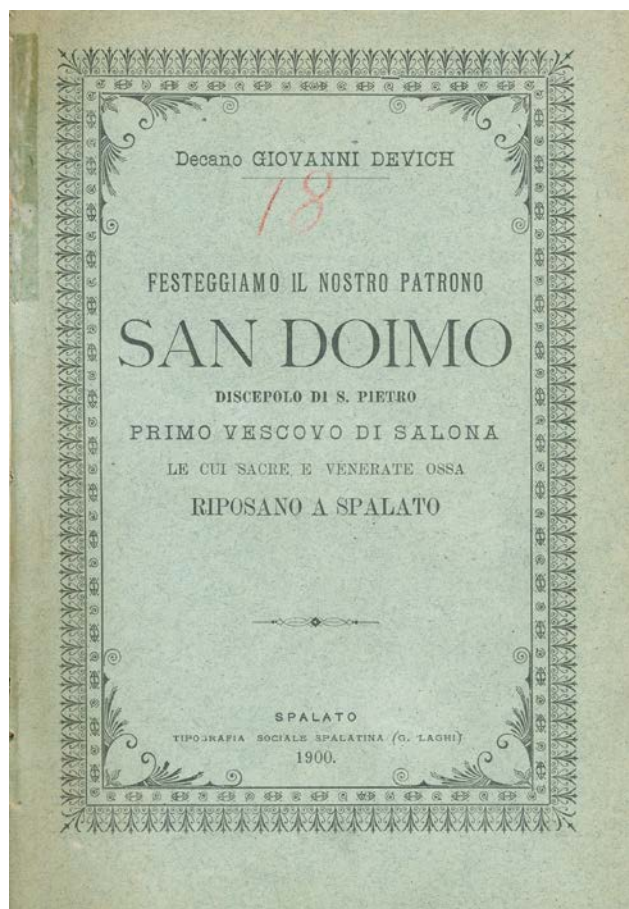 Decano GIOVANNI DEVICH
18
FESTEGGIAMO IL NOSTRO PATRONO
SAN DOIMO
DISCEPOLO DI S. PIETRO
PRIMO VESCOVO DI SALONA
LE CUI SACRE E VENERATE OSSA
RIPOSANO A SPALATO
SPALATO
TIPOGRAFIA SOCIALE SPALATINA (G. LAGHI)
1900.